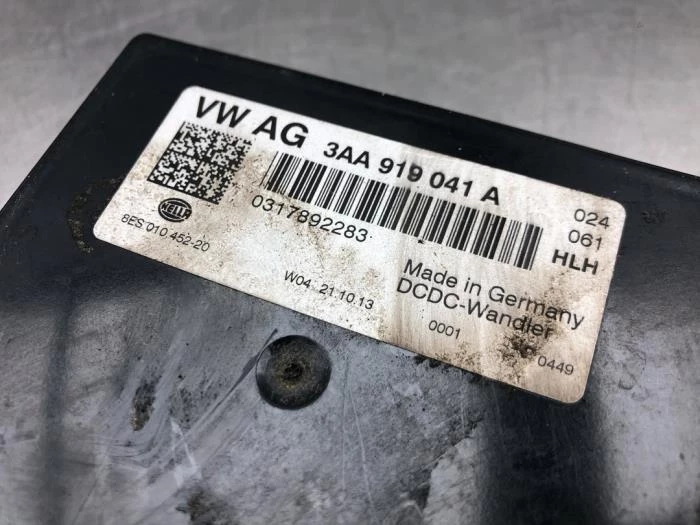 VW AG 3AA 919 041 A
0317892283
024
061
HLH
HELLA
8ES 010.452-20
W04 21.10.13
Made in Germany
DCDC-Wandler
0001
0449